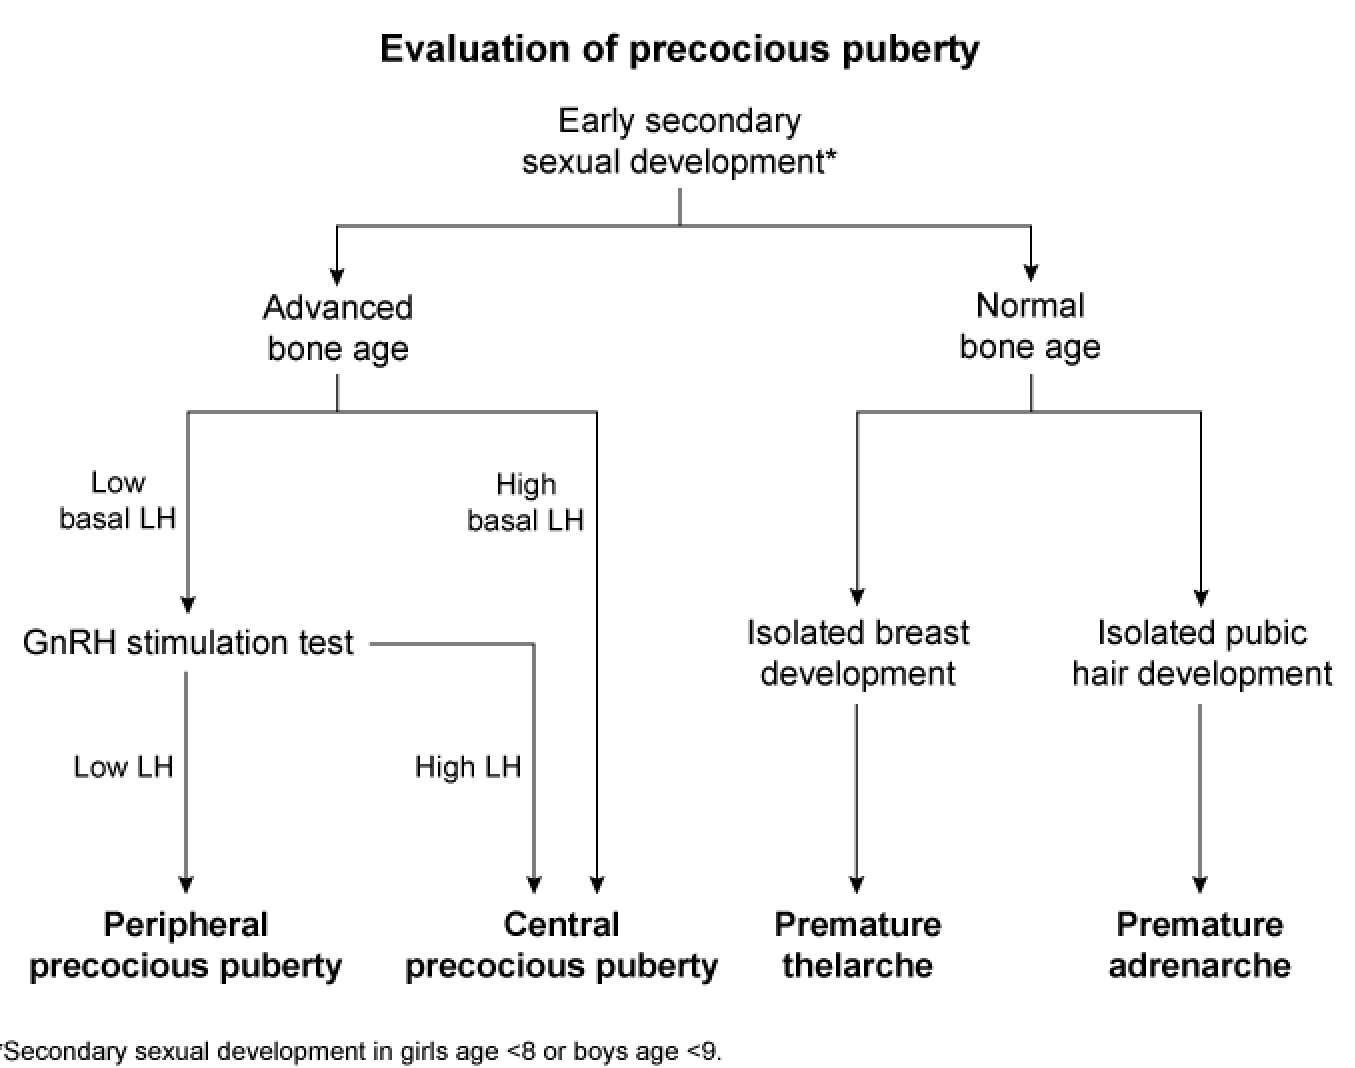 Evaluation of precocious puberty
Early secondary
sexual development*
Advanced
bone age
Normal
bone age
Low
basal LH
High
basal LH
GnRH stimulation test
Isolated breast
development
Isolated pubic
hair development
Low LH
High LH
Peripheral
precocious puberty
Central
precocious puberty
Premature
thelarche
Premature
adrenarche
*Secondary sexual development in girls age <8 or boys age <9.